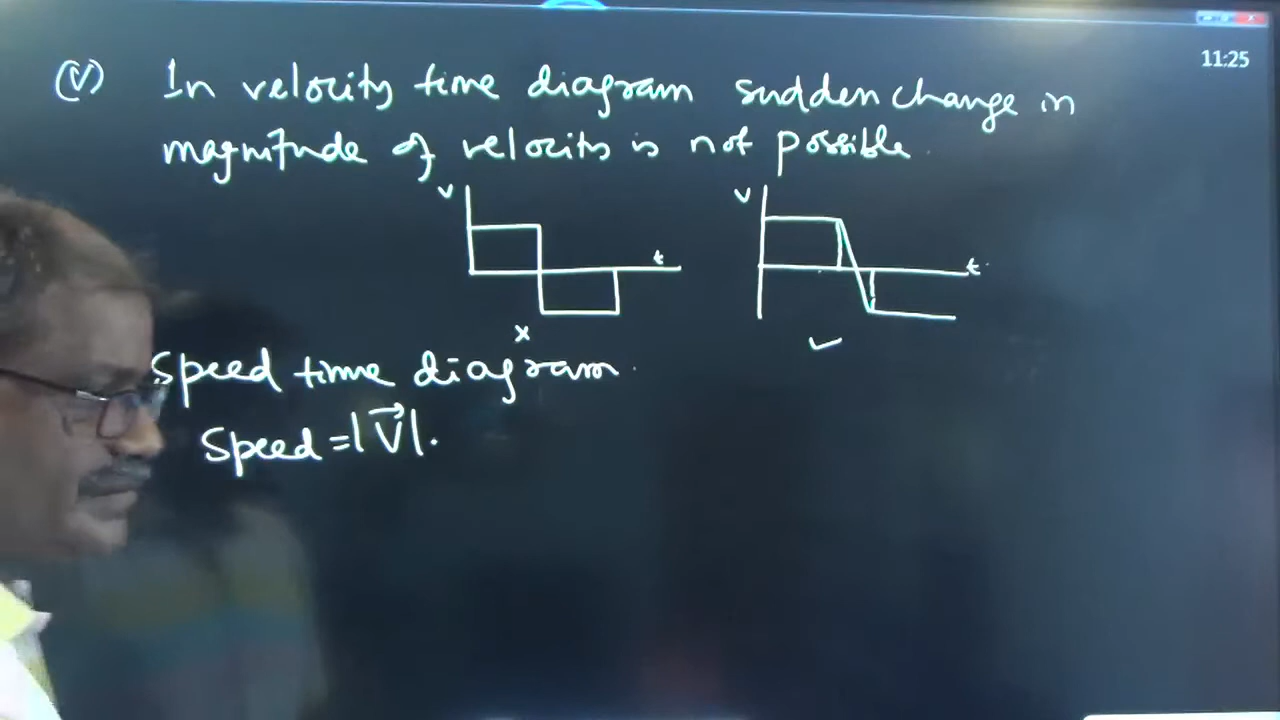 11:25
(V) In velocity time diagram sudden change in
magnitude of velocity is not possible.
v t
v t
x ✓
Speed time diagram.
Speed = |V⃗|.